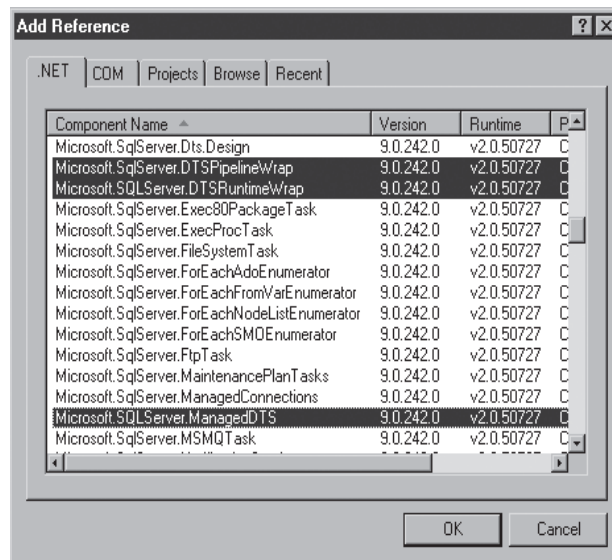 Add Reference
.NET COM Projects Browse Recent
Component Name Version Runtime P
Microsoft.SqlServer.Dts.Design 9.0.242.0 v2.0.50727 C
Microsoft.SqlServer.DTSPipelineWrap 9.0.242.0 v2.0.50727 C
Microsoft.SQLServer.DTSRuntimeWrap 9.0.242.0 v2.0.50727 C
Microsoft.SqlServer.Exec80PackageTask 9.0.242.0 v2.0.50727 C
Microsoft.SqlServer.ExecProcTask 9.0.242.0 v2.0.50727 C
Microsoft.SqlServer.FileSystemTask 9.0.242.0 v2.0.50727 C
Microsoft.SqlServer.ForEachAdoEnumerator 9.0.242.0 v2.0.50727 C
Microsoft.SqlServer.ForEachFromVarEnumerator 9.0.242.0 v2.0.50727 C
Microsoft.SqlServer.ForEachNodeListEnumerator 9.0.242.0 v2.0.50727 C
Microsoft.SqlServer.ForEachSMOEnumerator 9.0.242.0 v2.0.50727 C
Microsoft.SqlServer.FtpTask 9.0.242.0 v2.0.50727 C
Microsoft.SqlServer.MaintenancePlanTasks 9.0.242.0 v2.0.50727 C
Microsoft.SqlServer.ManagedConnections 9.0.242.0 v2.0.50727 C
Microsoft.SQLServer.ManagedDTS 9.0.242.0 v2.0.50727 C
Microsoft.SqlServer.MSMQTask 9.0.242.0 v2.0.50727 C
OK Cancel